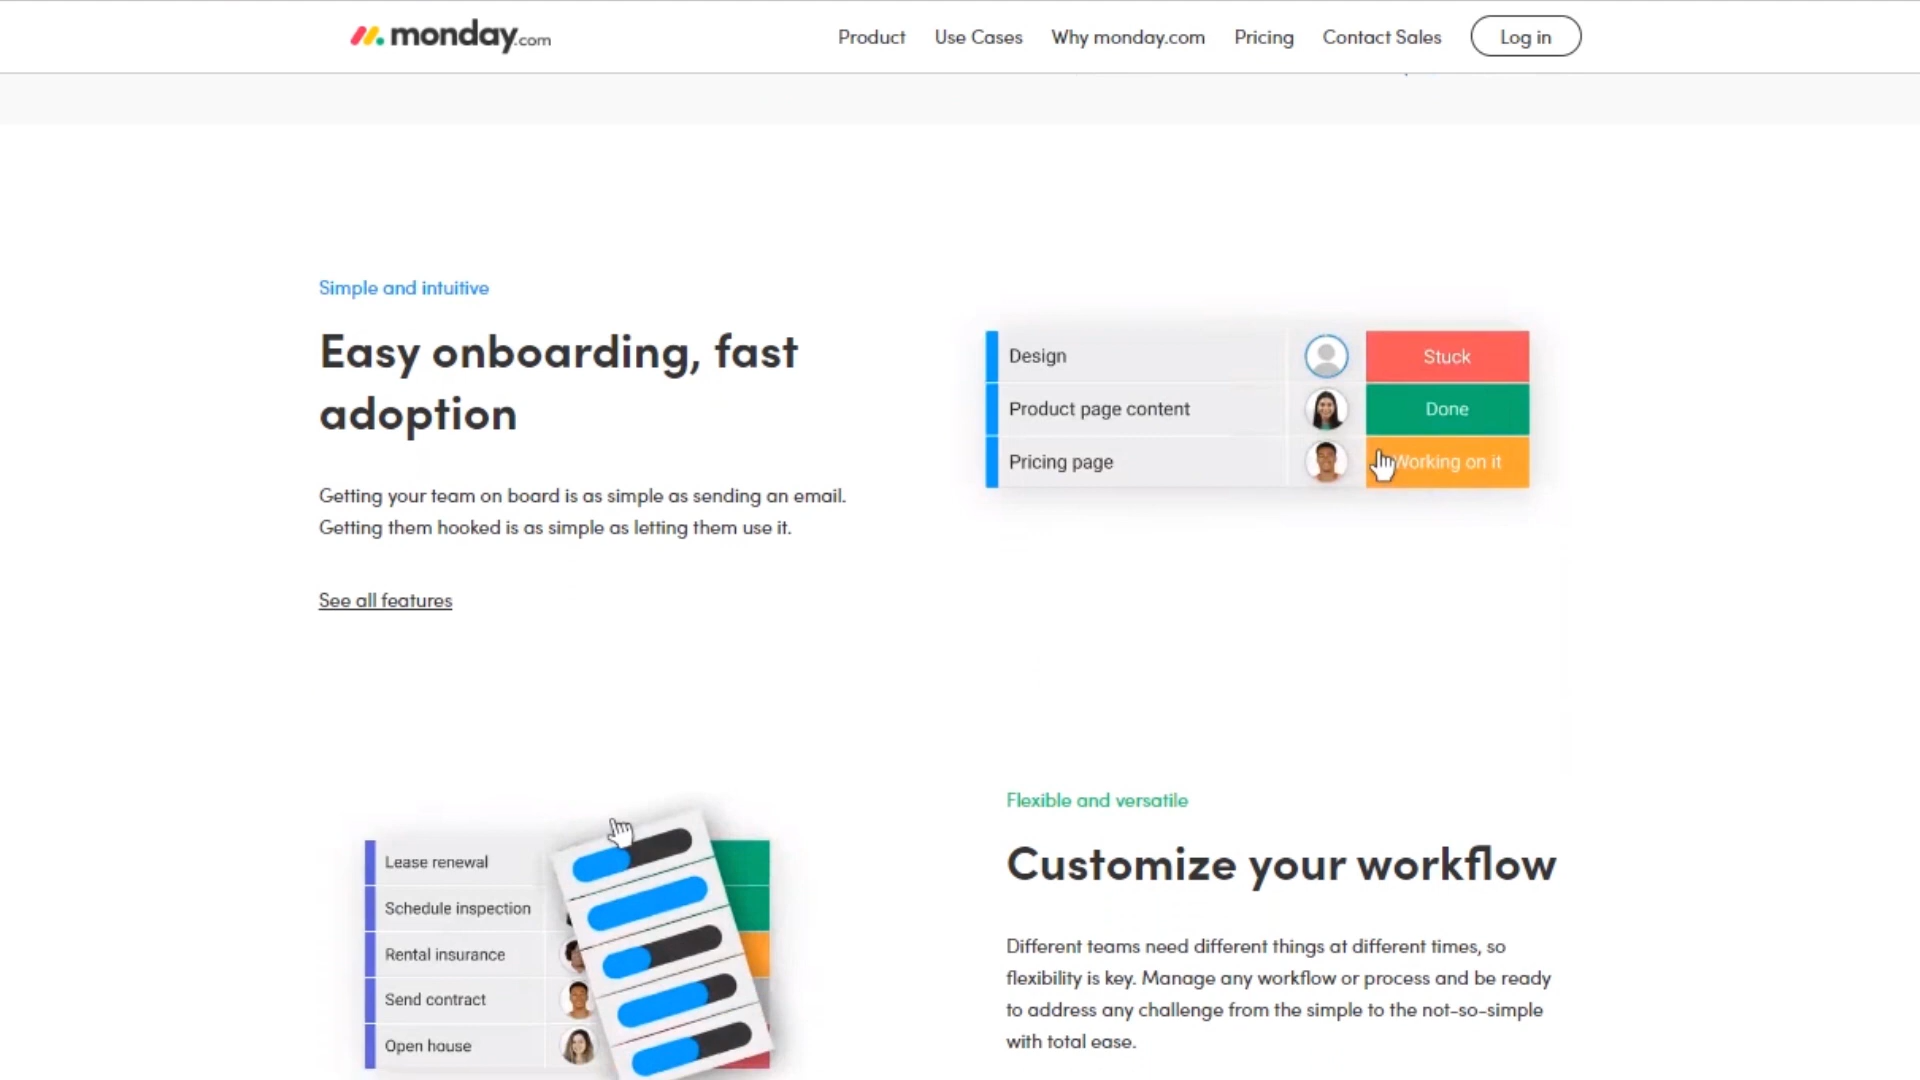 monday.com
Product Use Cases Why monday.com Pricing Contact Sales Log in
Simple and intuitive
Easy onboarding, fast
adoption
Getting your team on board is as simple as sending an email.
Getting them hooked is as simple as letting them use it.
See all features
Design Stuck
Product page content Done
Pricing page Working on it
Lease renewal
Schedule inspection
Rental insurance
Send contract
Open house
Flexible and versatile
Customize your workflow
Different teams need different things at different times, so
flexibility is key. Manage any workflow or process and be ready
to address any challenge from the simple to the not-so-simple
with total ease.